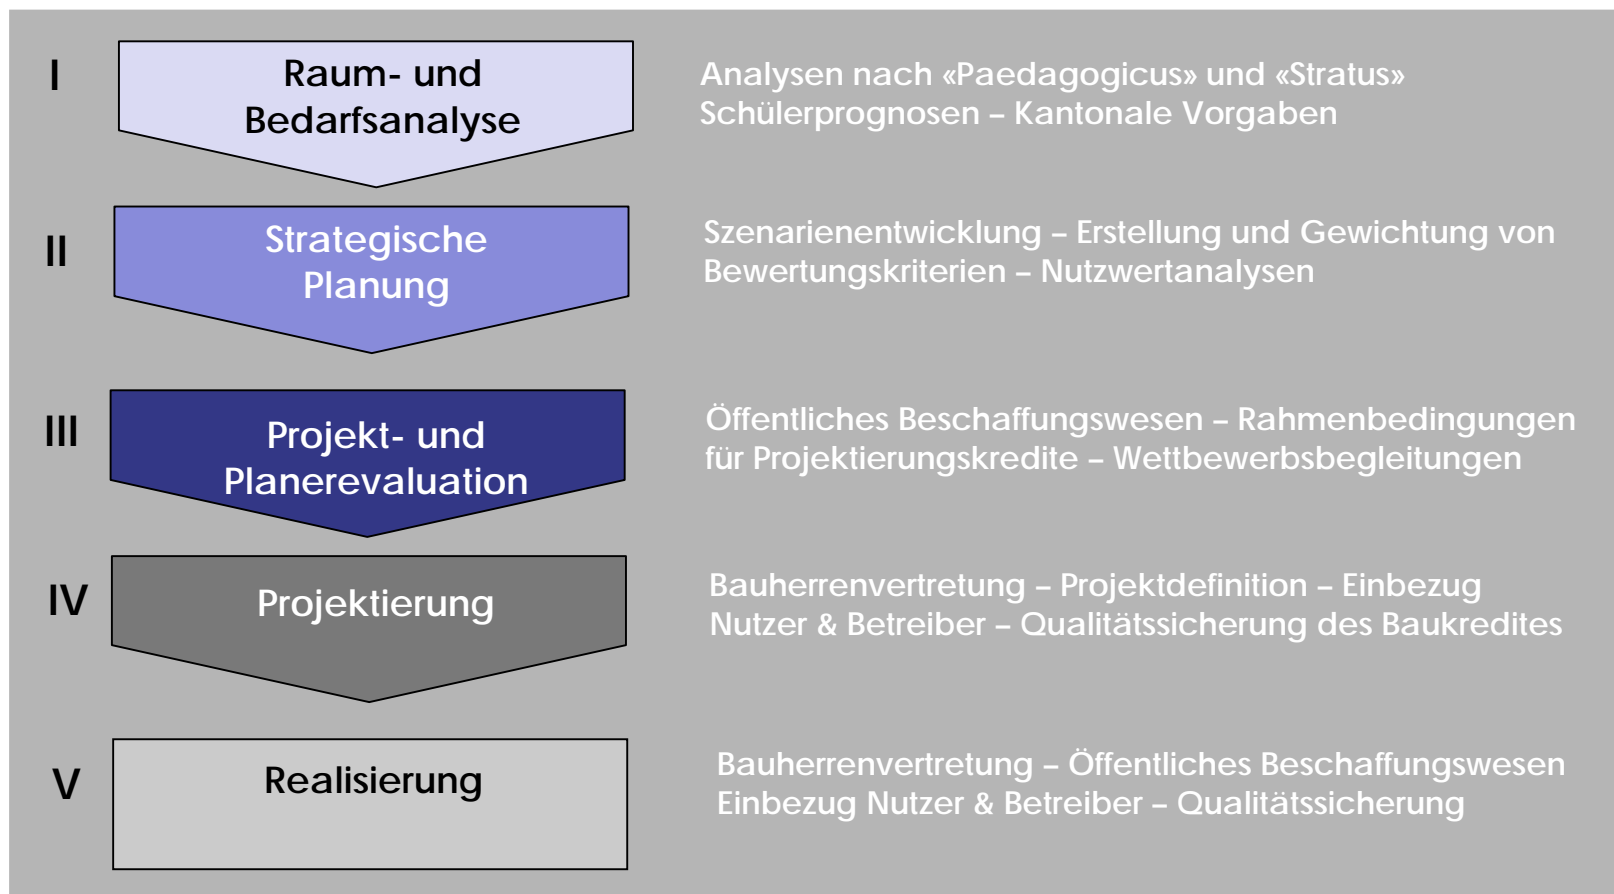 I
Raum- und
Bedarfsanalyse
Analysen nach «Paedagogicus» und «Stratus»
Schülerprognosen – Kantonale Vorgaben
II
Strategische
Planung
Szenarienentwicklung – Erstellung und Gewichtung von
Bewertungskriterien – Nutzwertanalysen
III
Projekt- und
Planerevaluation
Öffentliches Beschaffungswesen – Rahmenbedingungen
für Projektierungskredite – Wettbewerbsbegleitungen
IV
Projektierung
Bauherrenvertretung – Projektdefinition – Einbezug
Nutzer & Betreiber – Qualitätssicherung des Baukredites
V
Realisierung
Bauherrenvertretung – Öffentliches Beschaffungswesen
Einbezug Nutzer & Betreiber – Qualitätssicherung